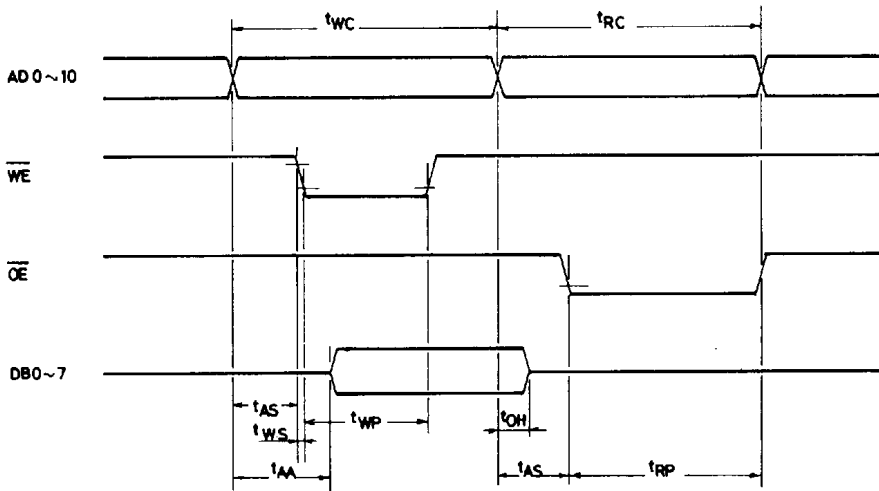 tWC tRC
AD 0~10
WE
OE
DB0~7
tAS tWP tOH
tWS
tAA tAS tRP